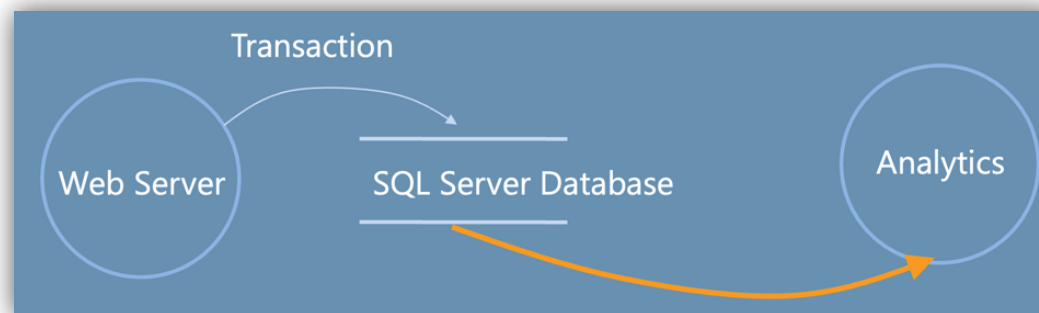 Transaction
Web Server
SQL Server Database
Analytics